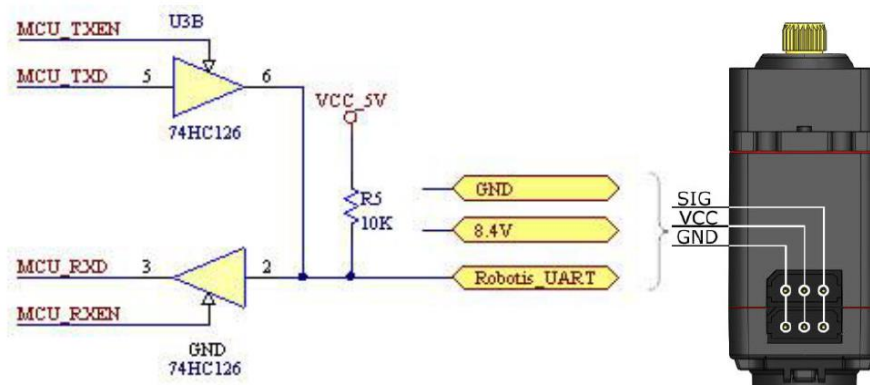 MCU_TXEN
U3B
MCU_TXD
5
6
74HC126
VCC_5V
R5
10K
GND
8.4V
Robotis_UART
MCU_RXD
3
2
MCU_RXEN
GND
74HC126
SIG
VCC
GND